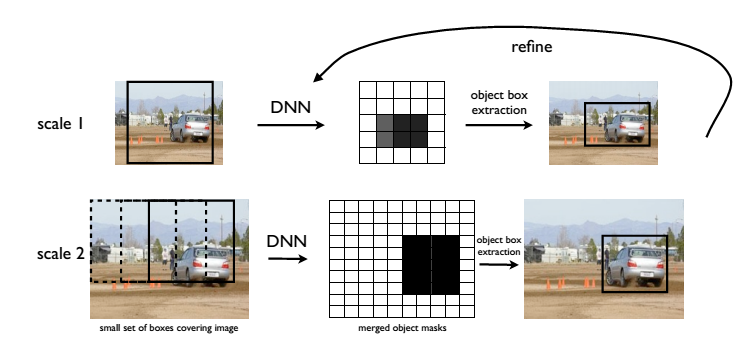 refine
DNN
object box
extraction
scale 1
DNN
object box
extraction
scale 2
small set of boxes covering image
merged object masks